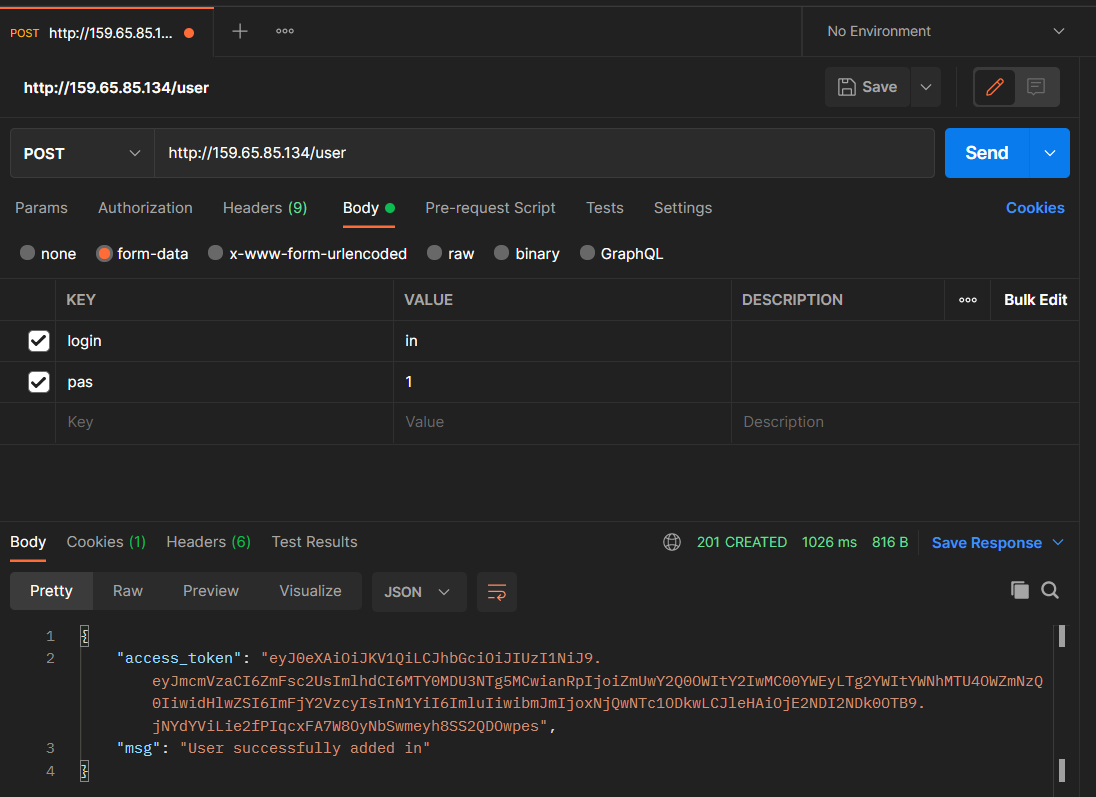 POST http://159.65.85.1... No Environment
http://159.65.85.134/user Save
POST http://159.65.85.134/user Send
Params Authorization Headers (9) Body Pre-request Script Tests Settings Cookies
none form-data x-www-form-urlencoded raw binary GraphQL
KEY VALUE DESCRIPTION Bulk Edit
login in
pas 1
Key Value Description
Body Cookies (1) Headers (6) Test Results 201 CREATED 1026 ms 816 B Save Response
Pretty Raw Preview Visualize JSON
1 {
2 "access_token": "eyJ0eXAiOiJKV1QiLCJhbGciOiJIUzI1NiJ9.
eyJmcmVzaCI6ZmFsc2UsImlhdCI6MTY0MDU3NTg5MCwianRpIjoiZmUwY2Q0OWItY2IwMC00YWEyLTg2YWItYWNhMTU4OWZmNzQ
0IiwidHlwZSI6ImFjY2VzcyIsInN1YiI6ImluIiwibmJmIjoxNjQwNTc1ODkwLCJleHAiOjE2NDI2NDk0OTB9.
jNYdYViLie2fPIqcxFA7W8OyNbSwmeyh8SS2QDOwpes",
3 "msg": "User successfully added in"
4 }